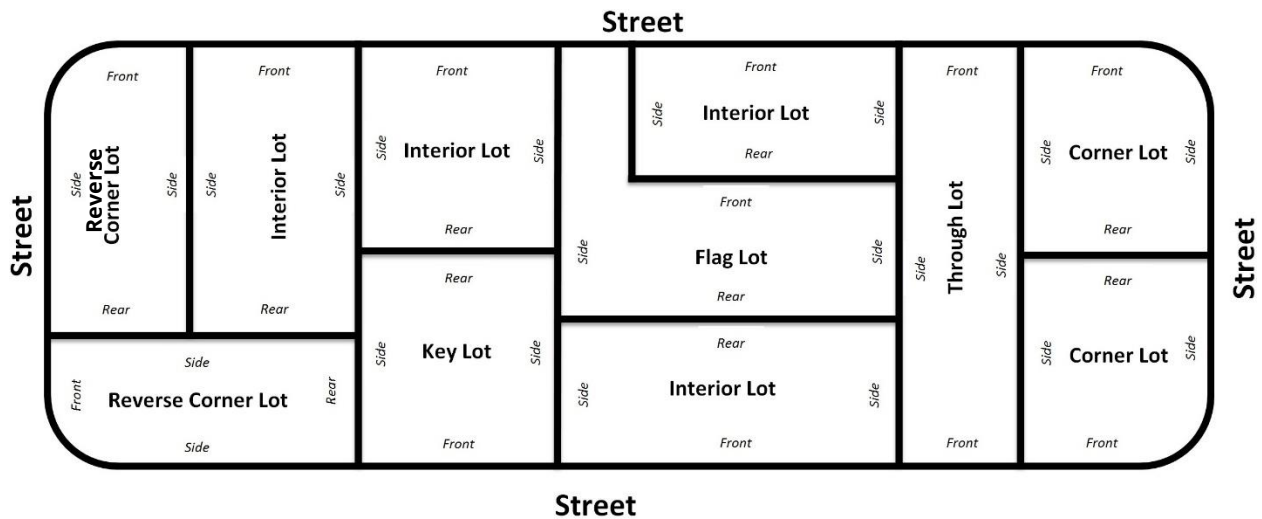 Street
Front
Front
Front
Front
Front
Front
Side
Side
Interior Lot
Side
Side
Interior Lot
Side
Side
Corner Lot
Side
Rear
Side
Reverse
Corner Lot
Side
Side
Interior Lot
Side
Front
Rear
Rear
Street
Side
Flag Lot
Side
Side
Through Lot
Side
Street
Rear
Rear
Rear
Rear
Rear
Rear
Side
Key Lot
Side
Side
Corner Lot
Side
Side
Front
Reverse Corner Lot
Rear
Side
Interior Lot
Side
Side
Front
Front
Front
Front
Street